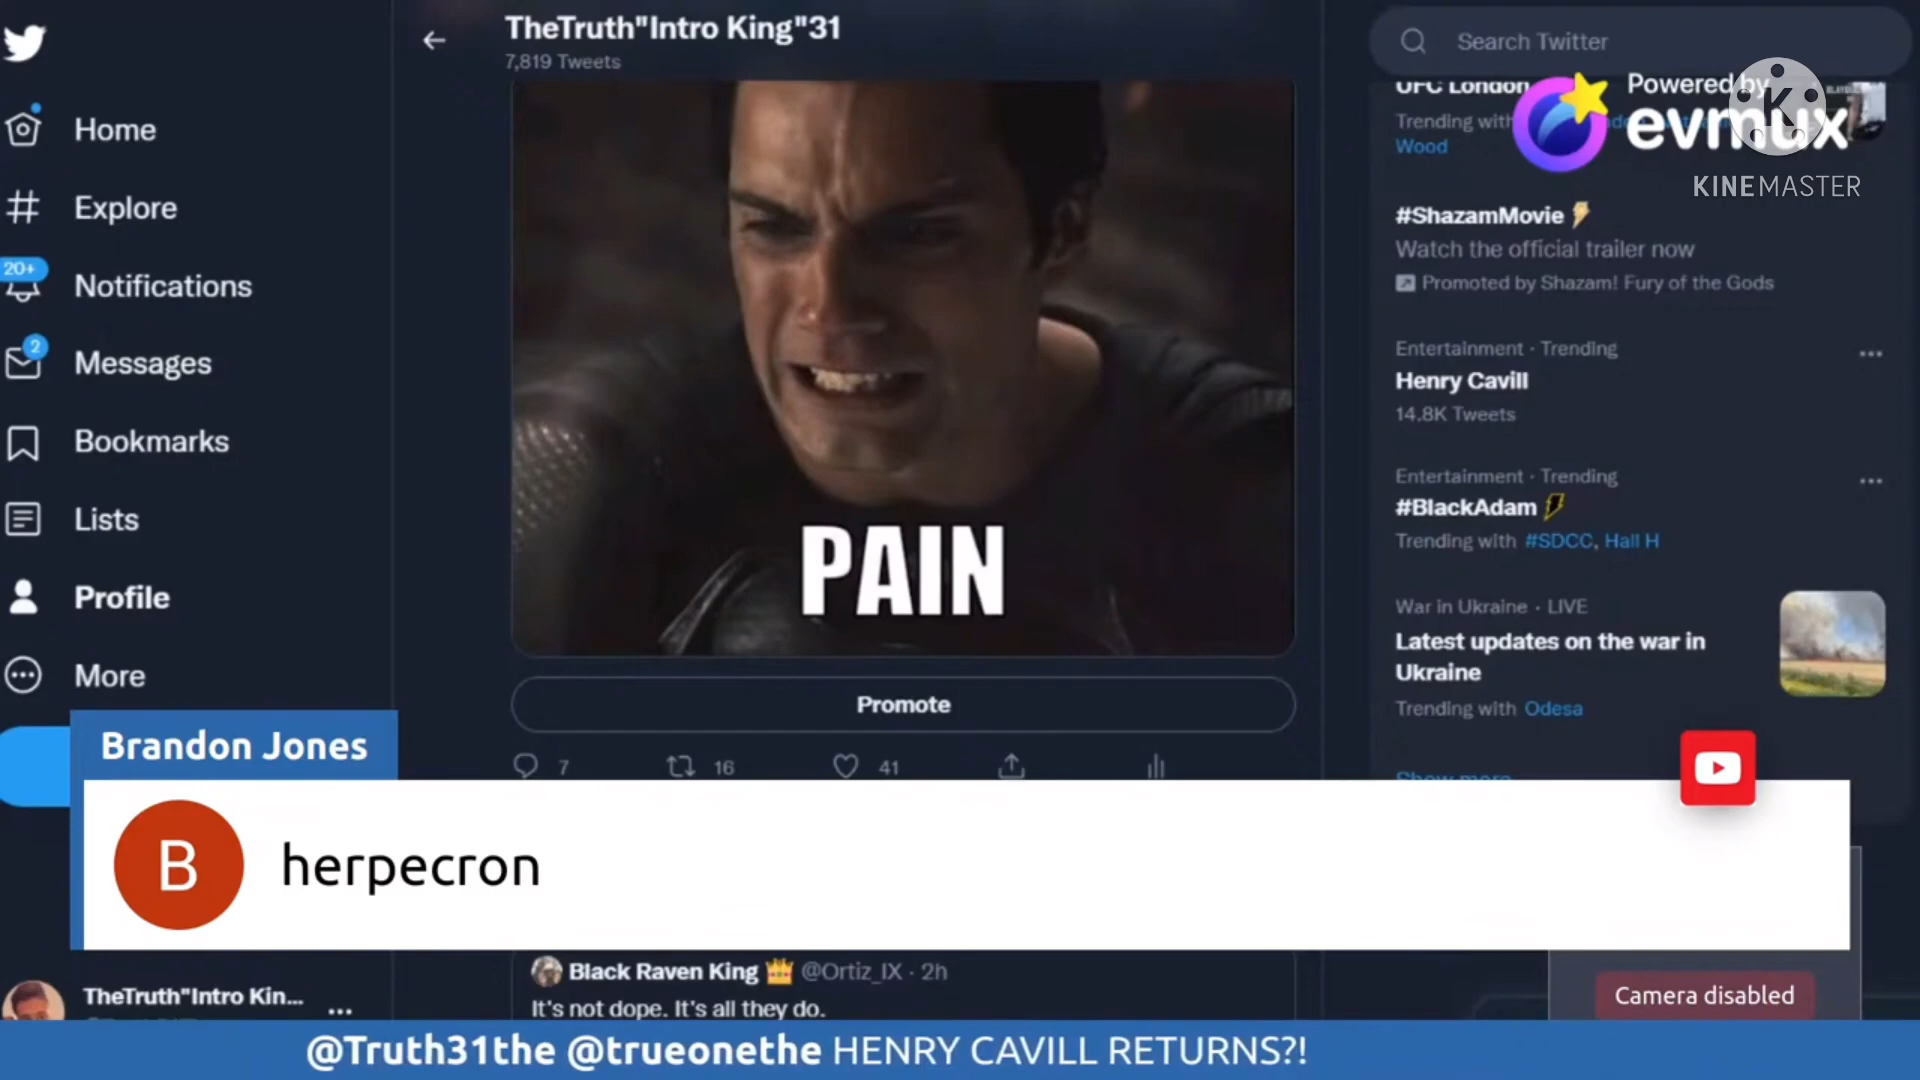 TheTruth"Intro King"31
7,819 Tweets
Home
Explore
20+
Notifications
2
Messages
Bookmarks
Lists
Profile
More
PAIN
Promote
7
16
41
Search Twitter
UFC London
Trending with
Wood
Powered by
evmux
K
KINEMASTER
#ShazamMovie
Watch the official trailer now
Promoted by Shazam! Fury of the Gods
Entertainment · Trending
Henry Cavill
14.8K Tweets
Entertainment · Trending
#BlackAdam
Trending with #SDCC, Hall H
War in Ukraine · LIVE
Latest updates on the war in
Ukraine
Trending with Odesa
Show more
Brandon Jones
B
herpecron
Black Raven King @Ortiz_IX · 2h
It's not dope. It's all they do.
TheTruth"Intro Kin...
Camera disabled
@Truth31the @trueonethe HENRY CAVILL RETURNS?!